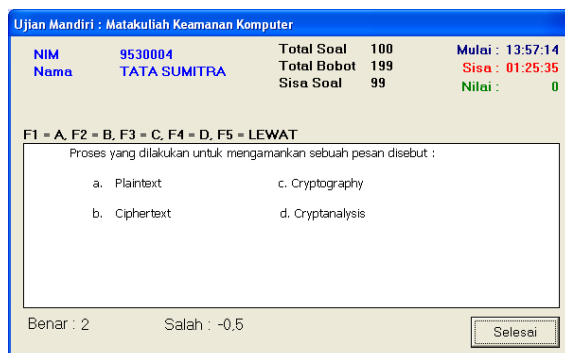 Ujian Mandiri : Matakuliah Keamanan Komputer
NIM 9530004 Total Soal 100 Mulai : 13:57:14
Nama TATA SUMITRA Total Bobot 199 Sisa : 01:25:35
Sisa Soal 99 Nilai : 0
F1 = A, F2 = B, F3 = C, F4 = D, F5 = LEWAT
Proses yang dilakukan untuk mengamankan sebuah pesan disebut :
a. Plaintext c. Cryptography
b. Ciphertext d. Cryptanalysis
Benar : 2 Salah : -0,5 Selesai